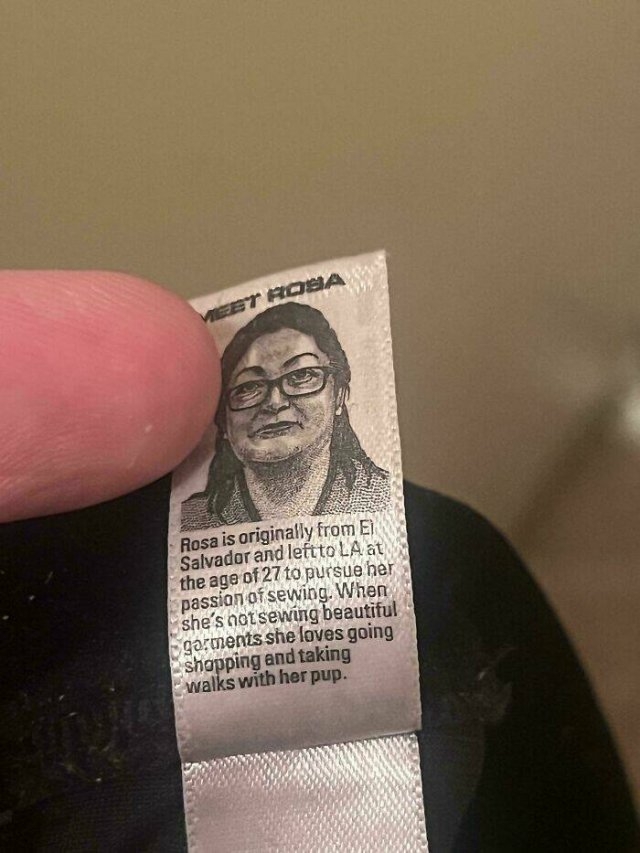 MEET ROSA
Rosa is originally from El
Salvador and left to LA at
the age of 27 to pursue her
passion of sewing. When
she's not sewing beautiful
garments she loves going
shopping and taking
walks with her pup.